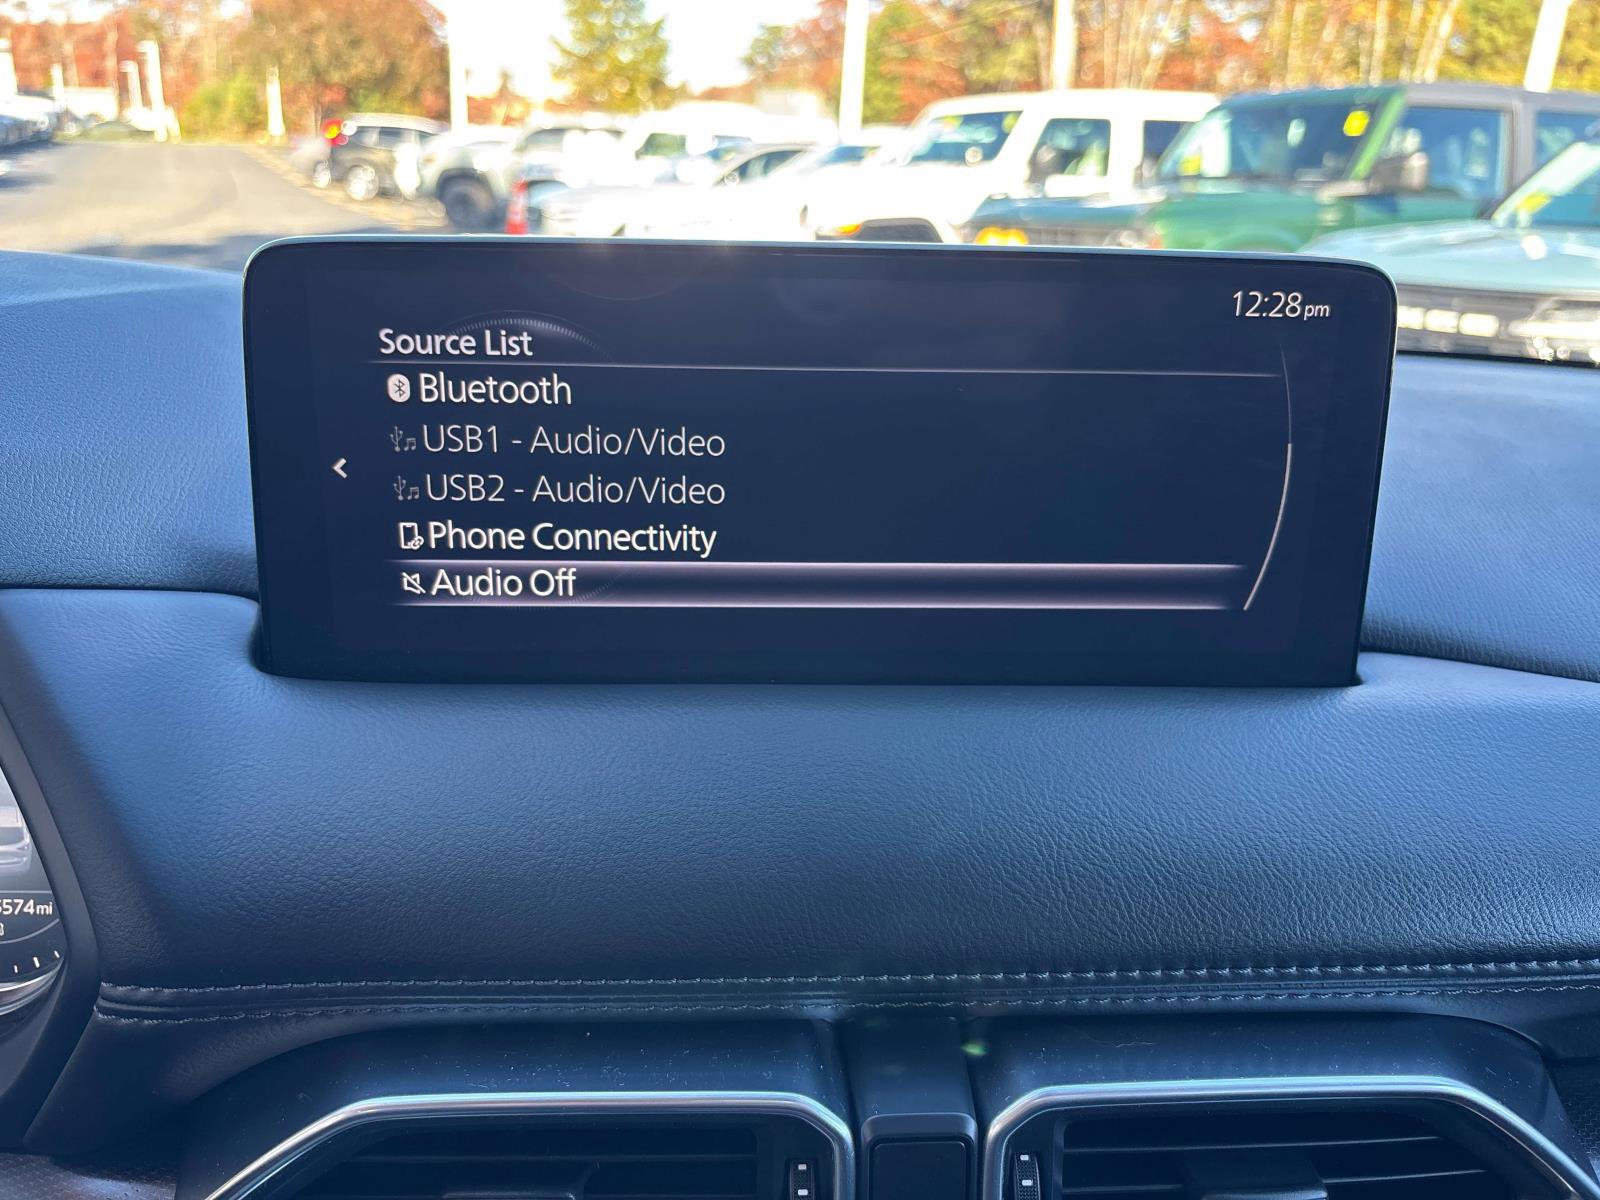 12:28pm
Source List
Bluetooth
USB1 - Audio/Video
USB2 - Audio/Video
Phone Connectivity
Audio Off
574mi